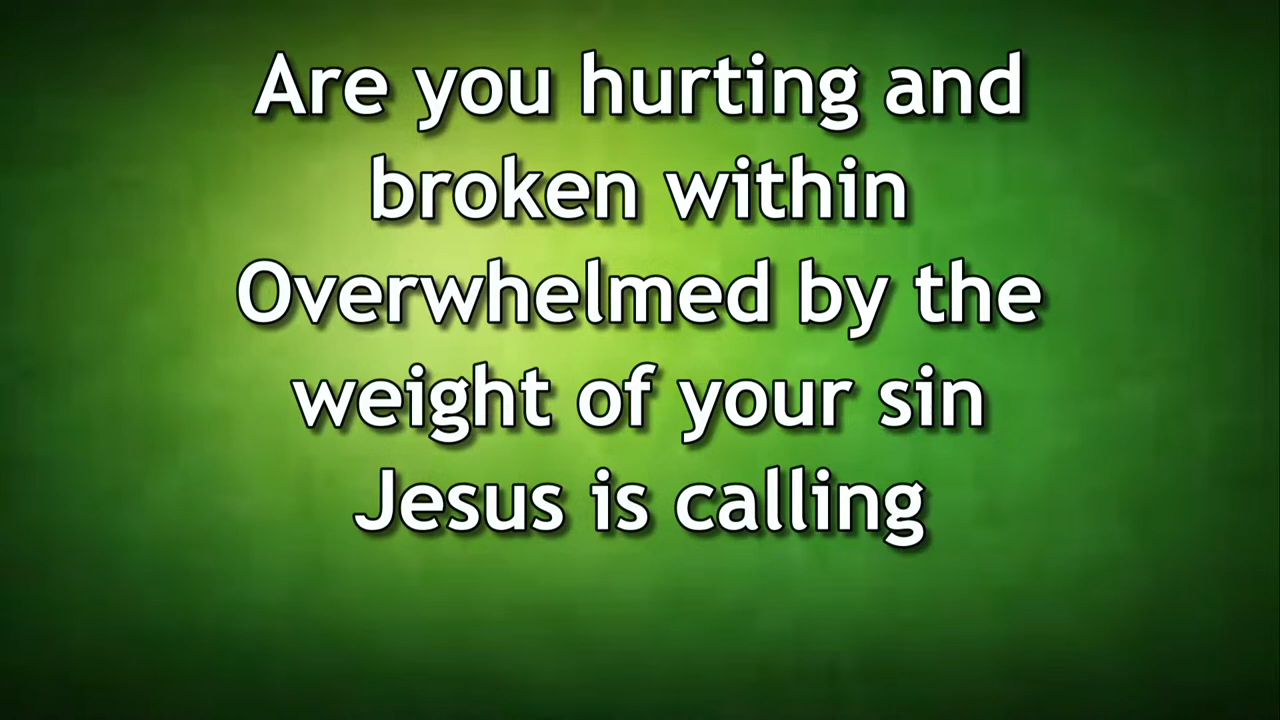 Are you hurting and
broken within
Overwhelmed by the
weight of your sin
Jesus is calling